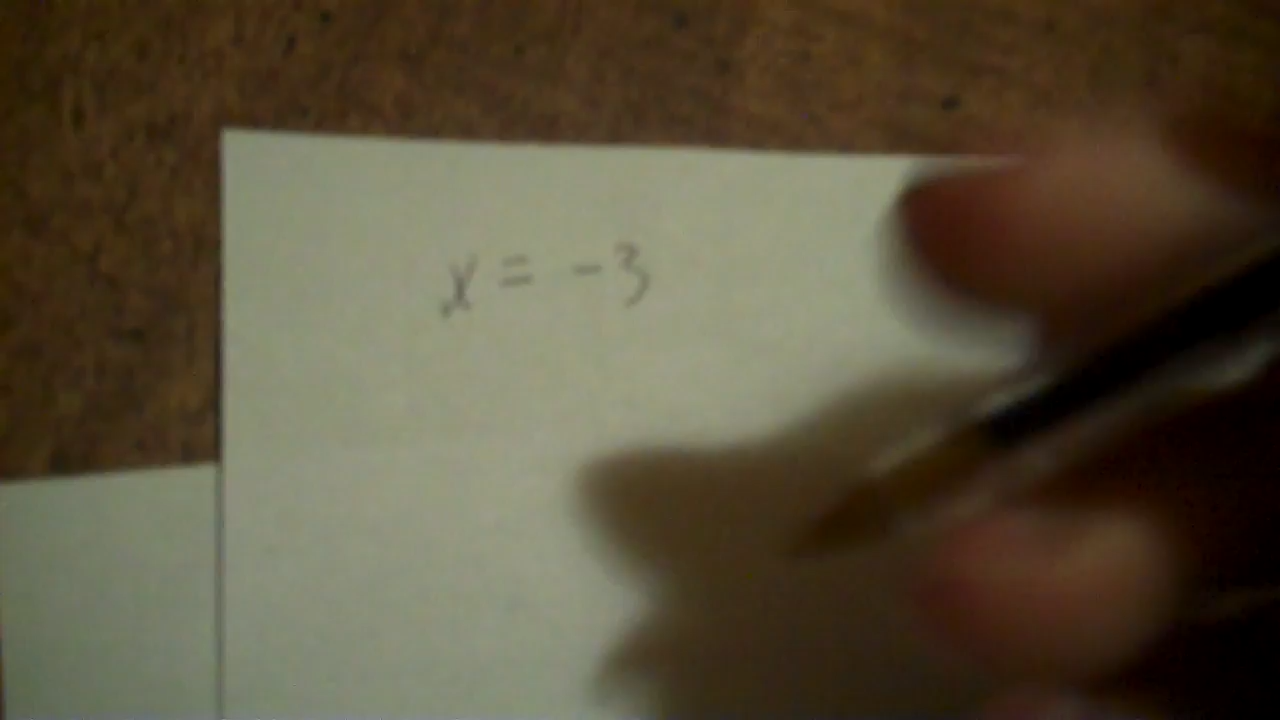 x = -3